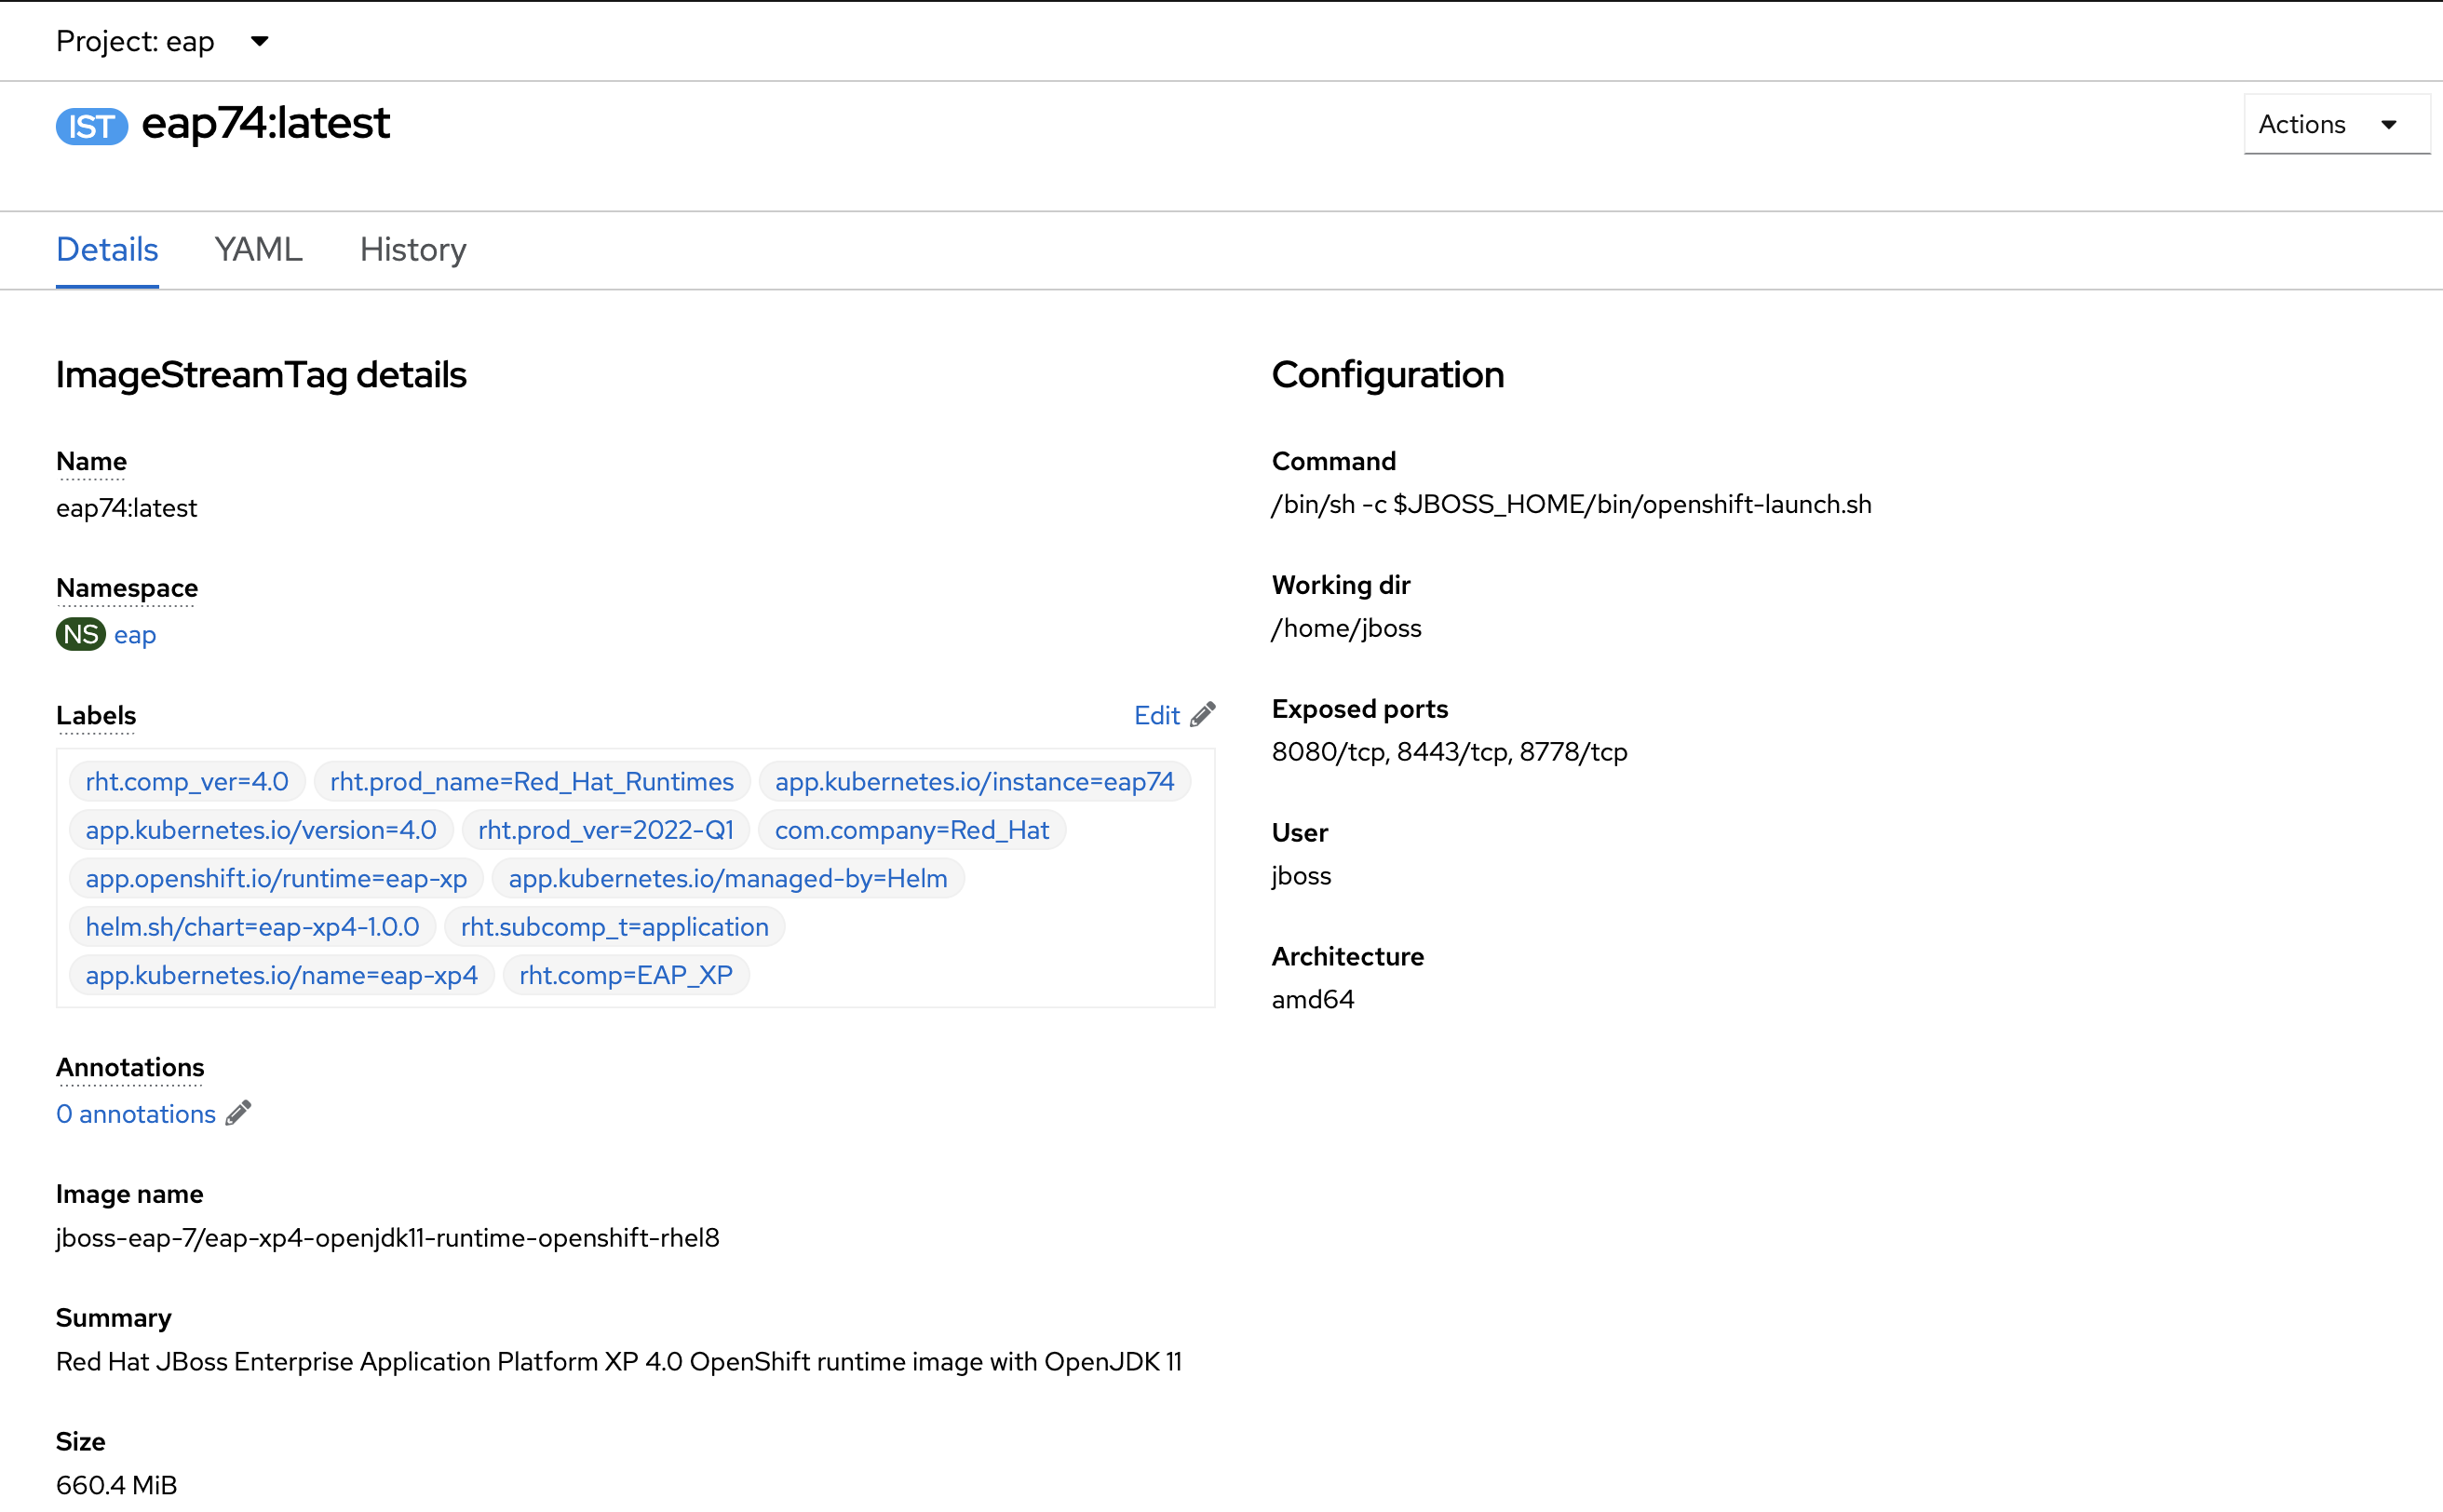 Project: eap
IST eap74:latest
Actions
Details YAML History
ImageStreamTag details
Name
eap74:latest
Namespace
NS eap
Labels
Edit
rht.comp_ver=4.0 rht.prod_name=Red_Hat_Runtimes app.kubernetes.io/instance=eap74
app.kubernetes.io/version=4.0 rht.prod_ver=2022-Q1 com.company=Red_Hat
app.openshift.io/runtime=eap-xp app.kubernetes.io/managed-by=Helm
helm.sh/chart=eap-xp4-1.0.0 rht.subcomp_t=application
app.kubernetes.io/name=eap-xp4 rht.comp=EAP_XP
Annotations
0 annotations
Image name
jboss-eap-7/eap-xp4-openjdk11-runtime-openshift-rhel8
Summary
Red Hat JBoss Enterprise Application Platform XP 4.0 OpenShift runtime image with OpenJDK 11
Size
660.4 MiB
Configuration
Command
/bin/sh -c $JBOSS_HOME/bin/openshift-launch.sh
Working dir
/home/jboss
Exposed ports
8080/tcp, 8443/tcp, 8778/tcp
User
jboss
Architecture
amd64